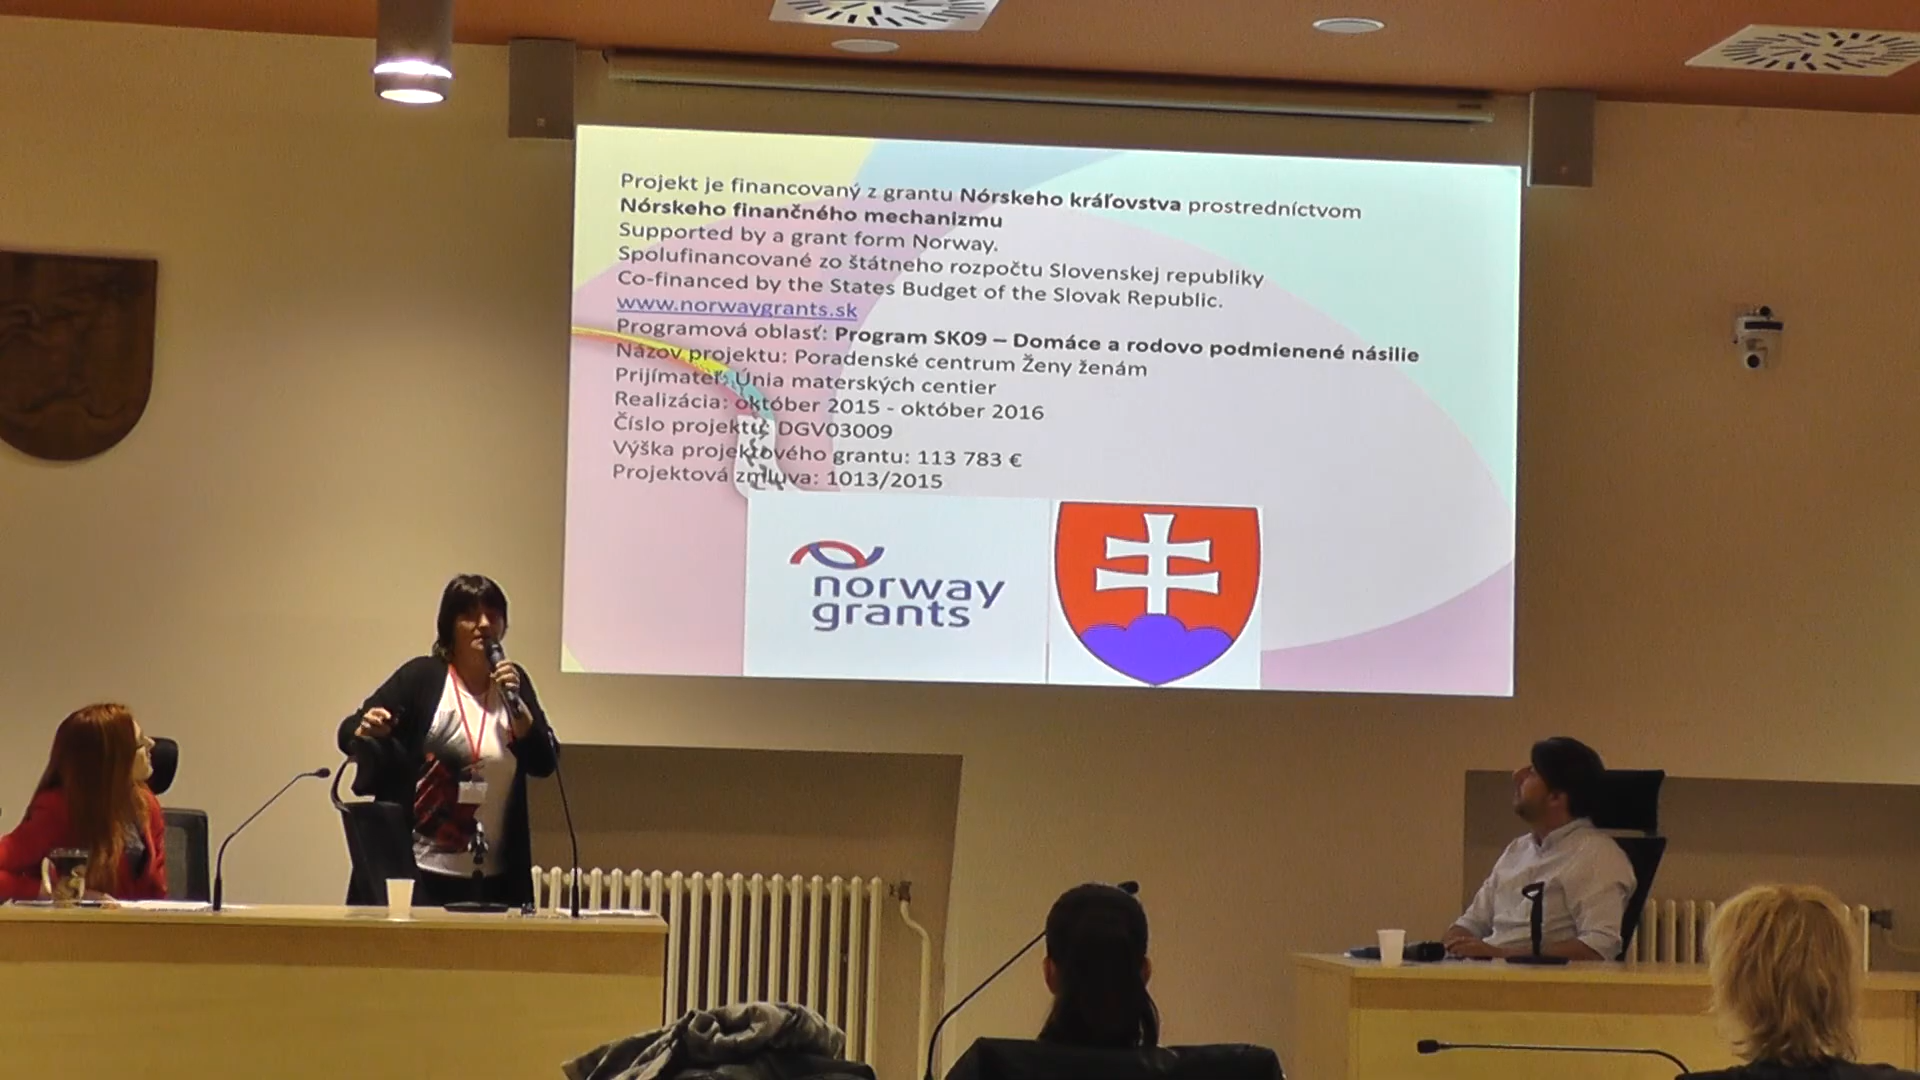 Projekt je financovaný z grantu Nórskeho kráľovstva prostredníctvom
Nórskeho finančného mechanizmu
Supported by a grant form Norway.
Spolufinancované zo štátneho rozpočtu Slovenskej republiky
Co-financed by the States Budget of the Slovak Republic.
www.norwaygrants.sk
Programová oblasť: Program SK09 – Domáce a rodovo podmienené násilie
Názov projektu: Poradenské centrum Ženy ženám
Prijímateľ: Únia materských centier
Realizácia: október 2015 - október 2016
Číslo projektu: DGV03009
Výška projektového grantu: 113 783 €
Projektová zmluva: 1013/2015
norway
grants